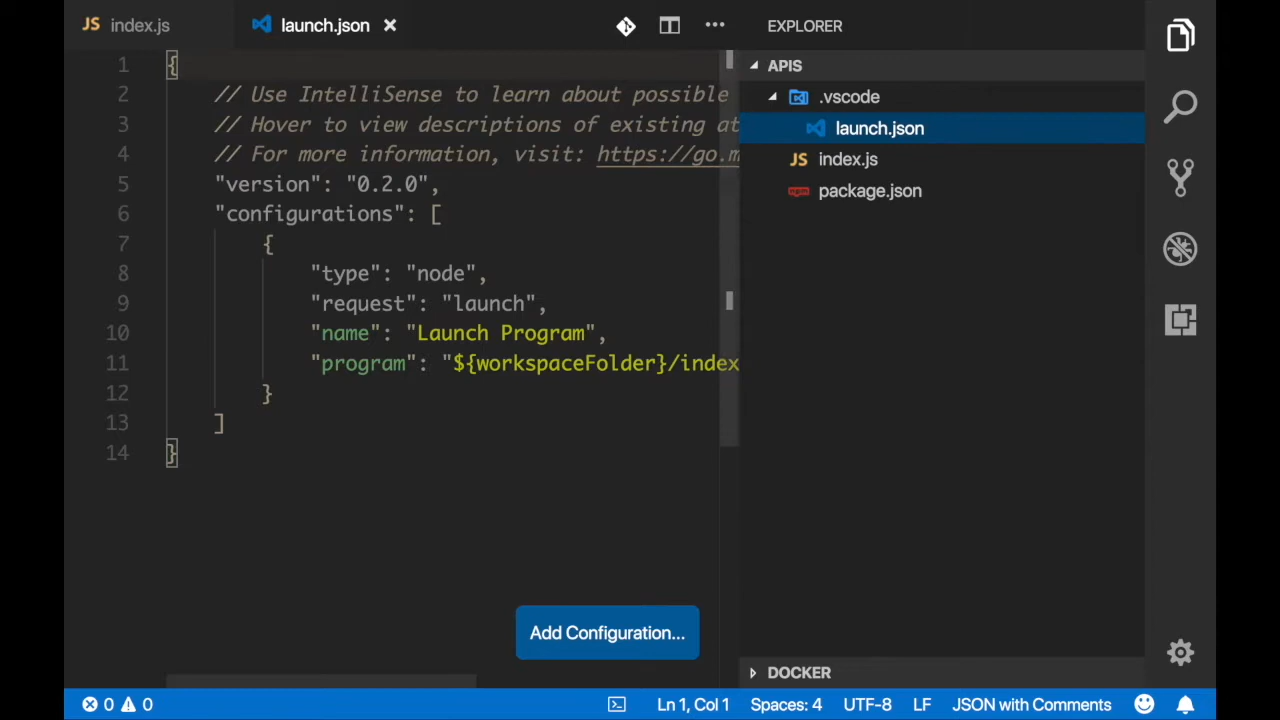 JS index.js
launch.json
EXPLORER
1 {
2 // Use IntelliSense to learn about possible
3 // Hover to view descriptions of existing at
4 // For more information, visit: https://go.m
5 "version": "0.2.0",
6 "configurations": [
7 {
8 "type": "node",
9 "request": "launch",
10 "name": "Launch Program",
11 "program": "${workspaceFolder}/index
12 }
13 ]
14 }
Add Configuration...
APIS
.vscode
launch.json
JS index.js
package.json
DOCKER
0 0
Ln 1, Col 1
Spaces: 4
UTF-8
LF
JSON with Comments